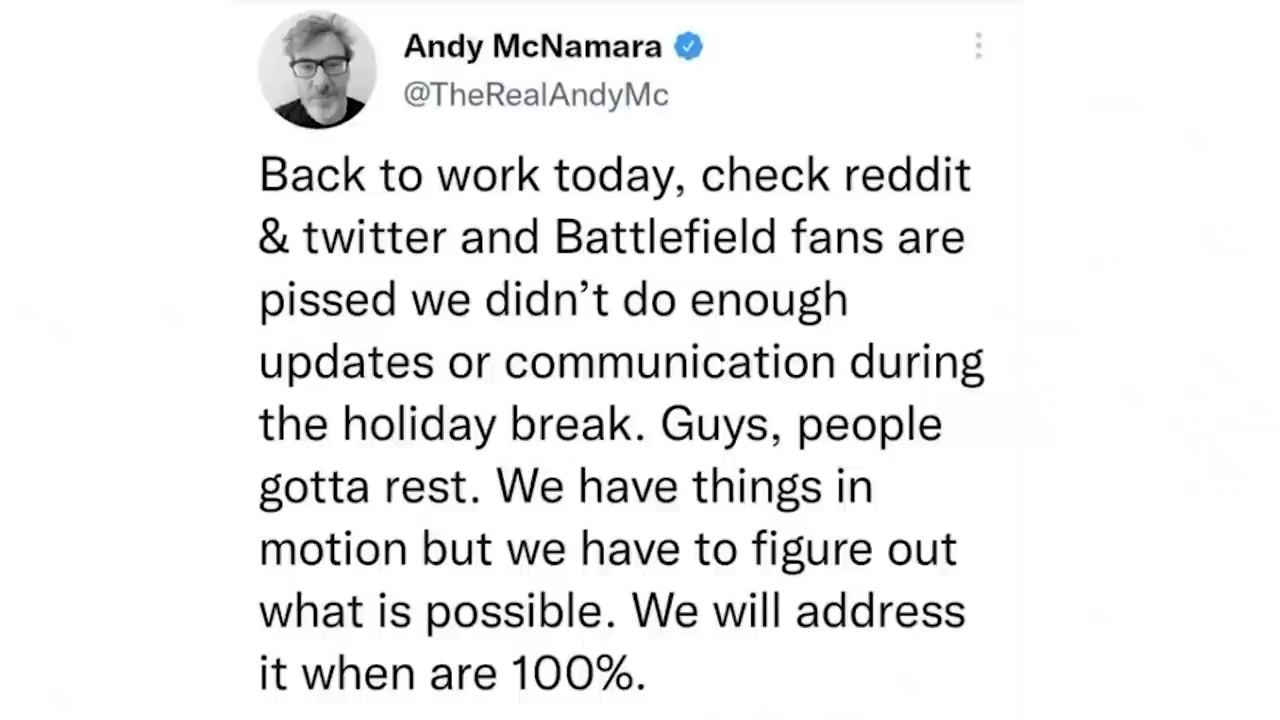 Andy McNamara
@TheRealAndyMc
Back to work today, check reddit
& twitter and Battlefield fans are
pissed we didn’t do enough
updates or communication during
the holiday break. Guys, people
gotta rest. We have things in
motion but we have to figure out
what is possible. We will address
it when are 100%.